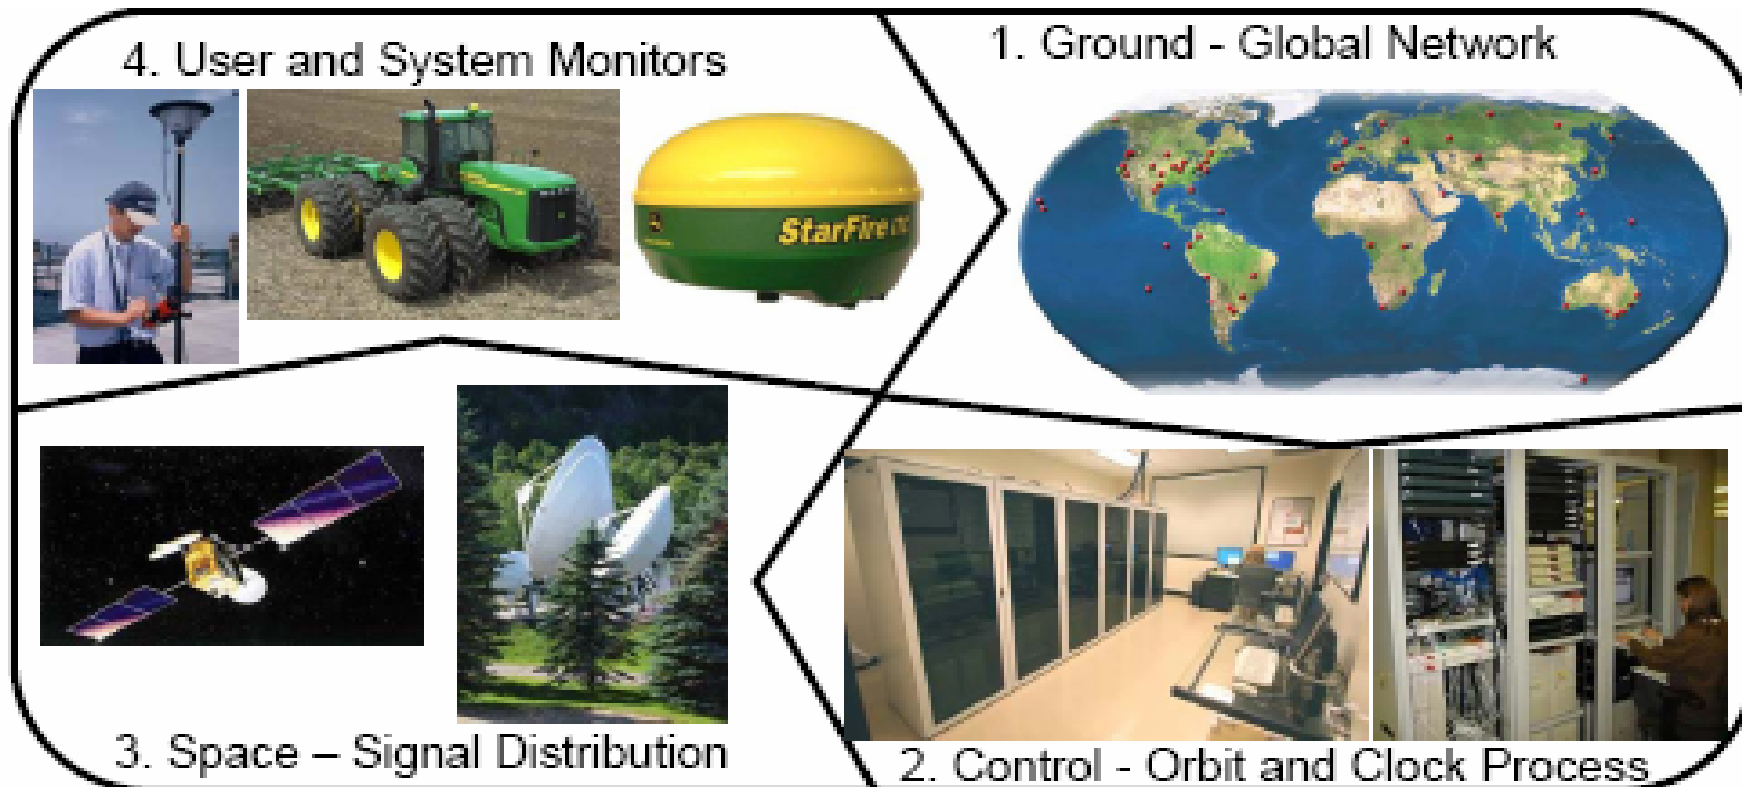 4. User and System Monitors
1. Ground - Global Network
StarFire
3. Space – Signal Distribution
2. Control - Orbit and Clock Process